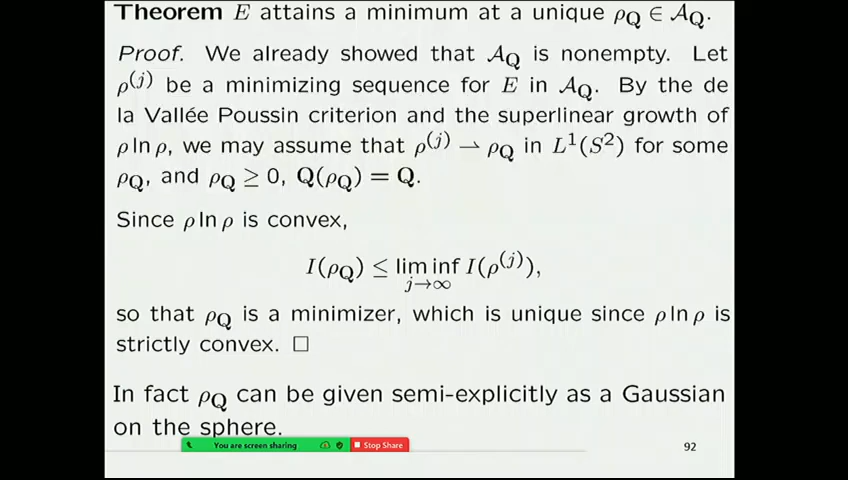 Theorem E attains a minimum at a unique ρ_Q ∈ 𝒜_Q.
Proof. We already showed that 𝒜_Q is nonempty. Let
ρ^(j) be a minimizing sequence for E in 𝒜_Q. By the de
la Vallée Poussin criterion and the superlinear growth of
ρ ln ρ, we may assume that ρ^(j) ⇀ ρ_Q in L^1(S^2) for some
ρ_Q, and ρ_Q ≥ 0, Q(ρ_Q) = Q.
Since ρ ln ρ is convex,
I(ρ_Q) ≤ lim inf_{j→∞} I(ρ^(j)),
so that ρ_Q is a minimizer, which is unique since ρ ln ρ is
strictly convex. □
In fact ρ_Q can be given semi-explicitly as a Gaussian
on the sphere.
You are screen sharing Stop Share
92